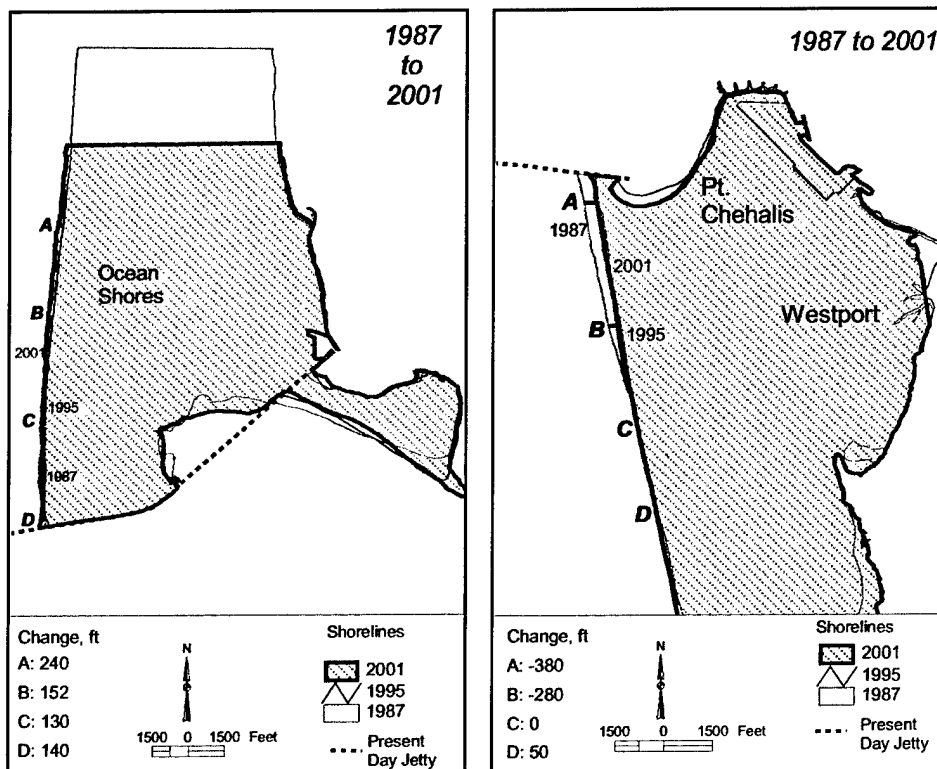 1987
to
2001
A
Ocean
Shores
B
2001
1995
C
1987
D
Change, ft
A: 240
B: 152
C: 130
D: 140
N
1500 0 1500 Feet
Shorelines
2001
1995
1987
Present
Day Jetty
1987 to 2001
Pt.
Chehalis
A
1987
2001
Westport
B
1995
C
D
Change, ft
A: -380
B: -280
C: 0
D: 50
N
1500 0 1500
Feet
Shorelines
2001
1995
1987
Present
Day Jetty